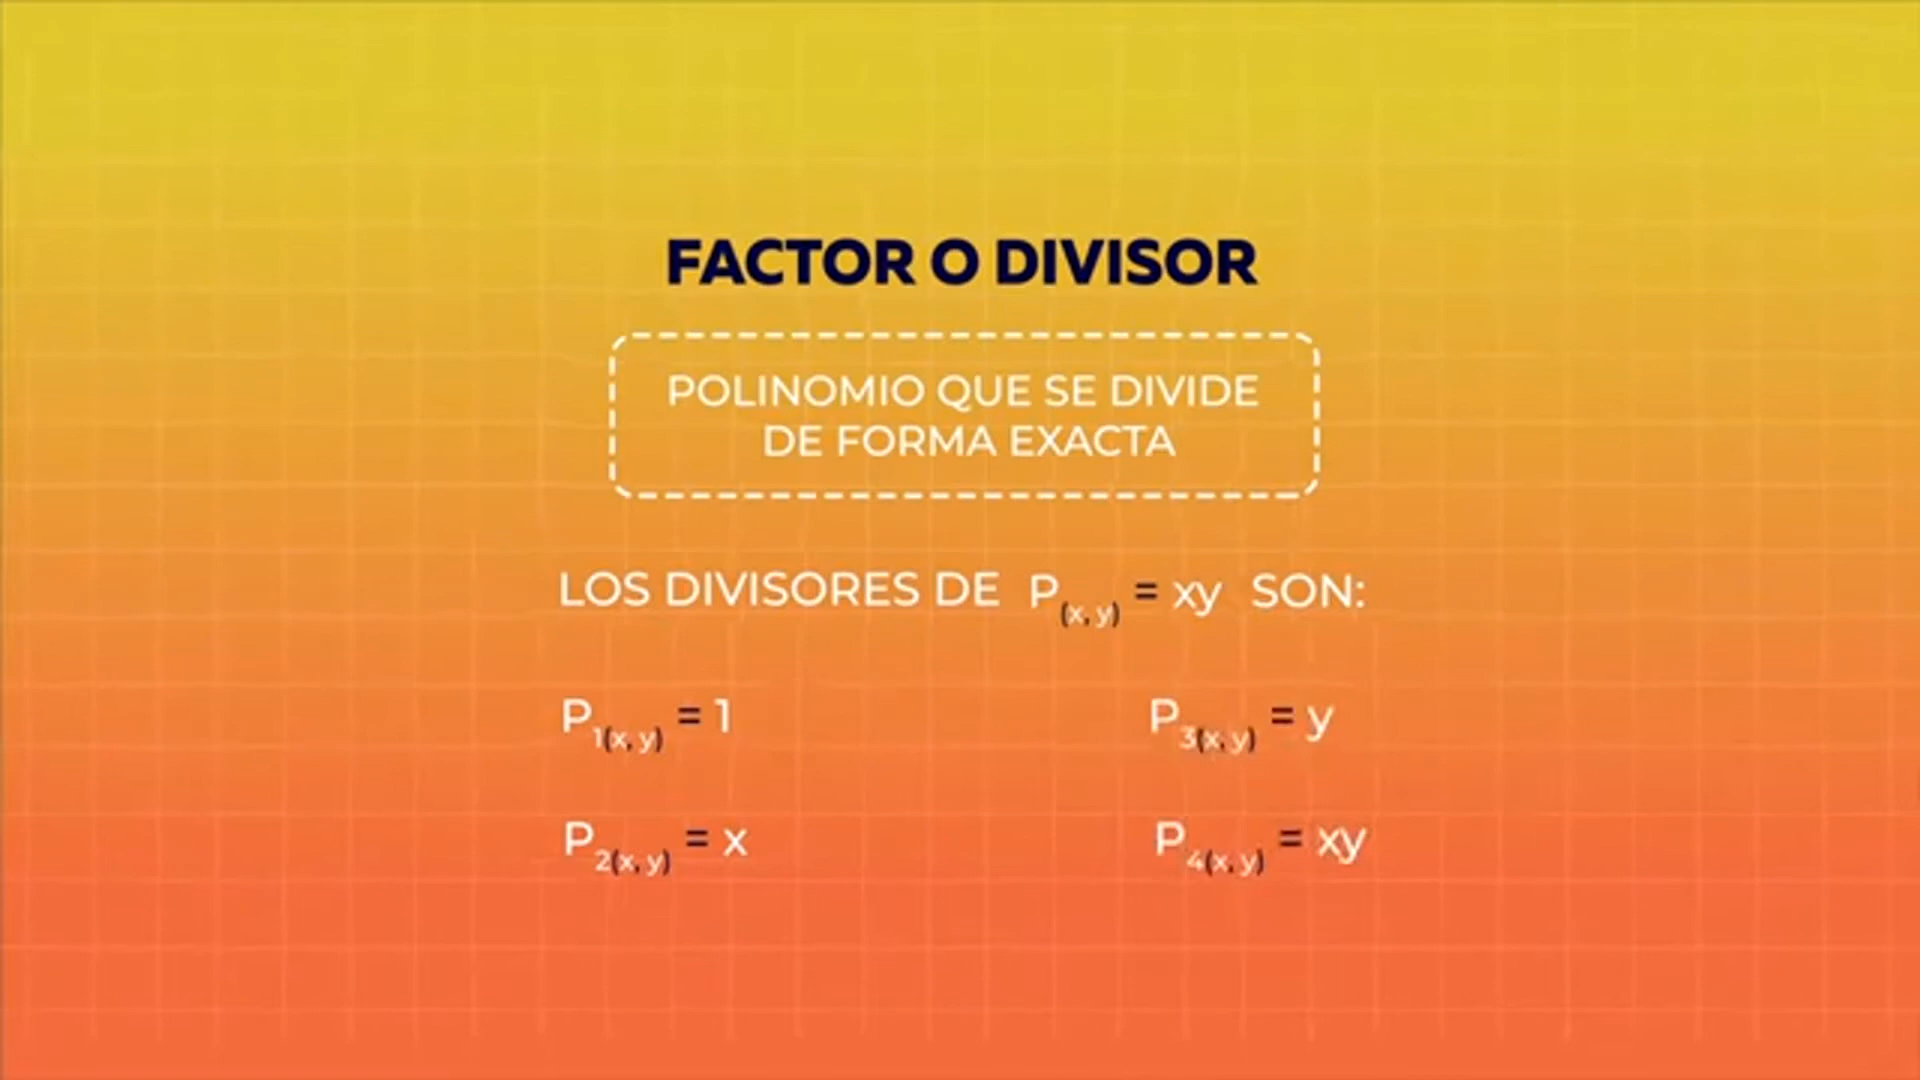 FACTOR O DIVISOR
POLINOMIO QUE SE DIVIDE
DE FORMA EXACTA
LOS DIVISORES DE P(x, y) = xy SON:
P1(x, y) = 1
P3(x, y) = y
P2(x, y) = x
P4(x, y) = xy